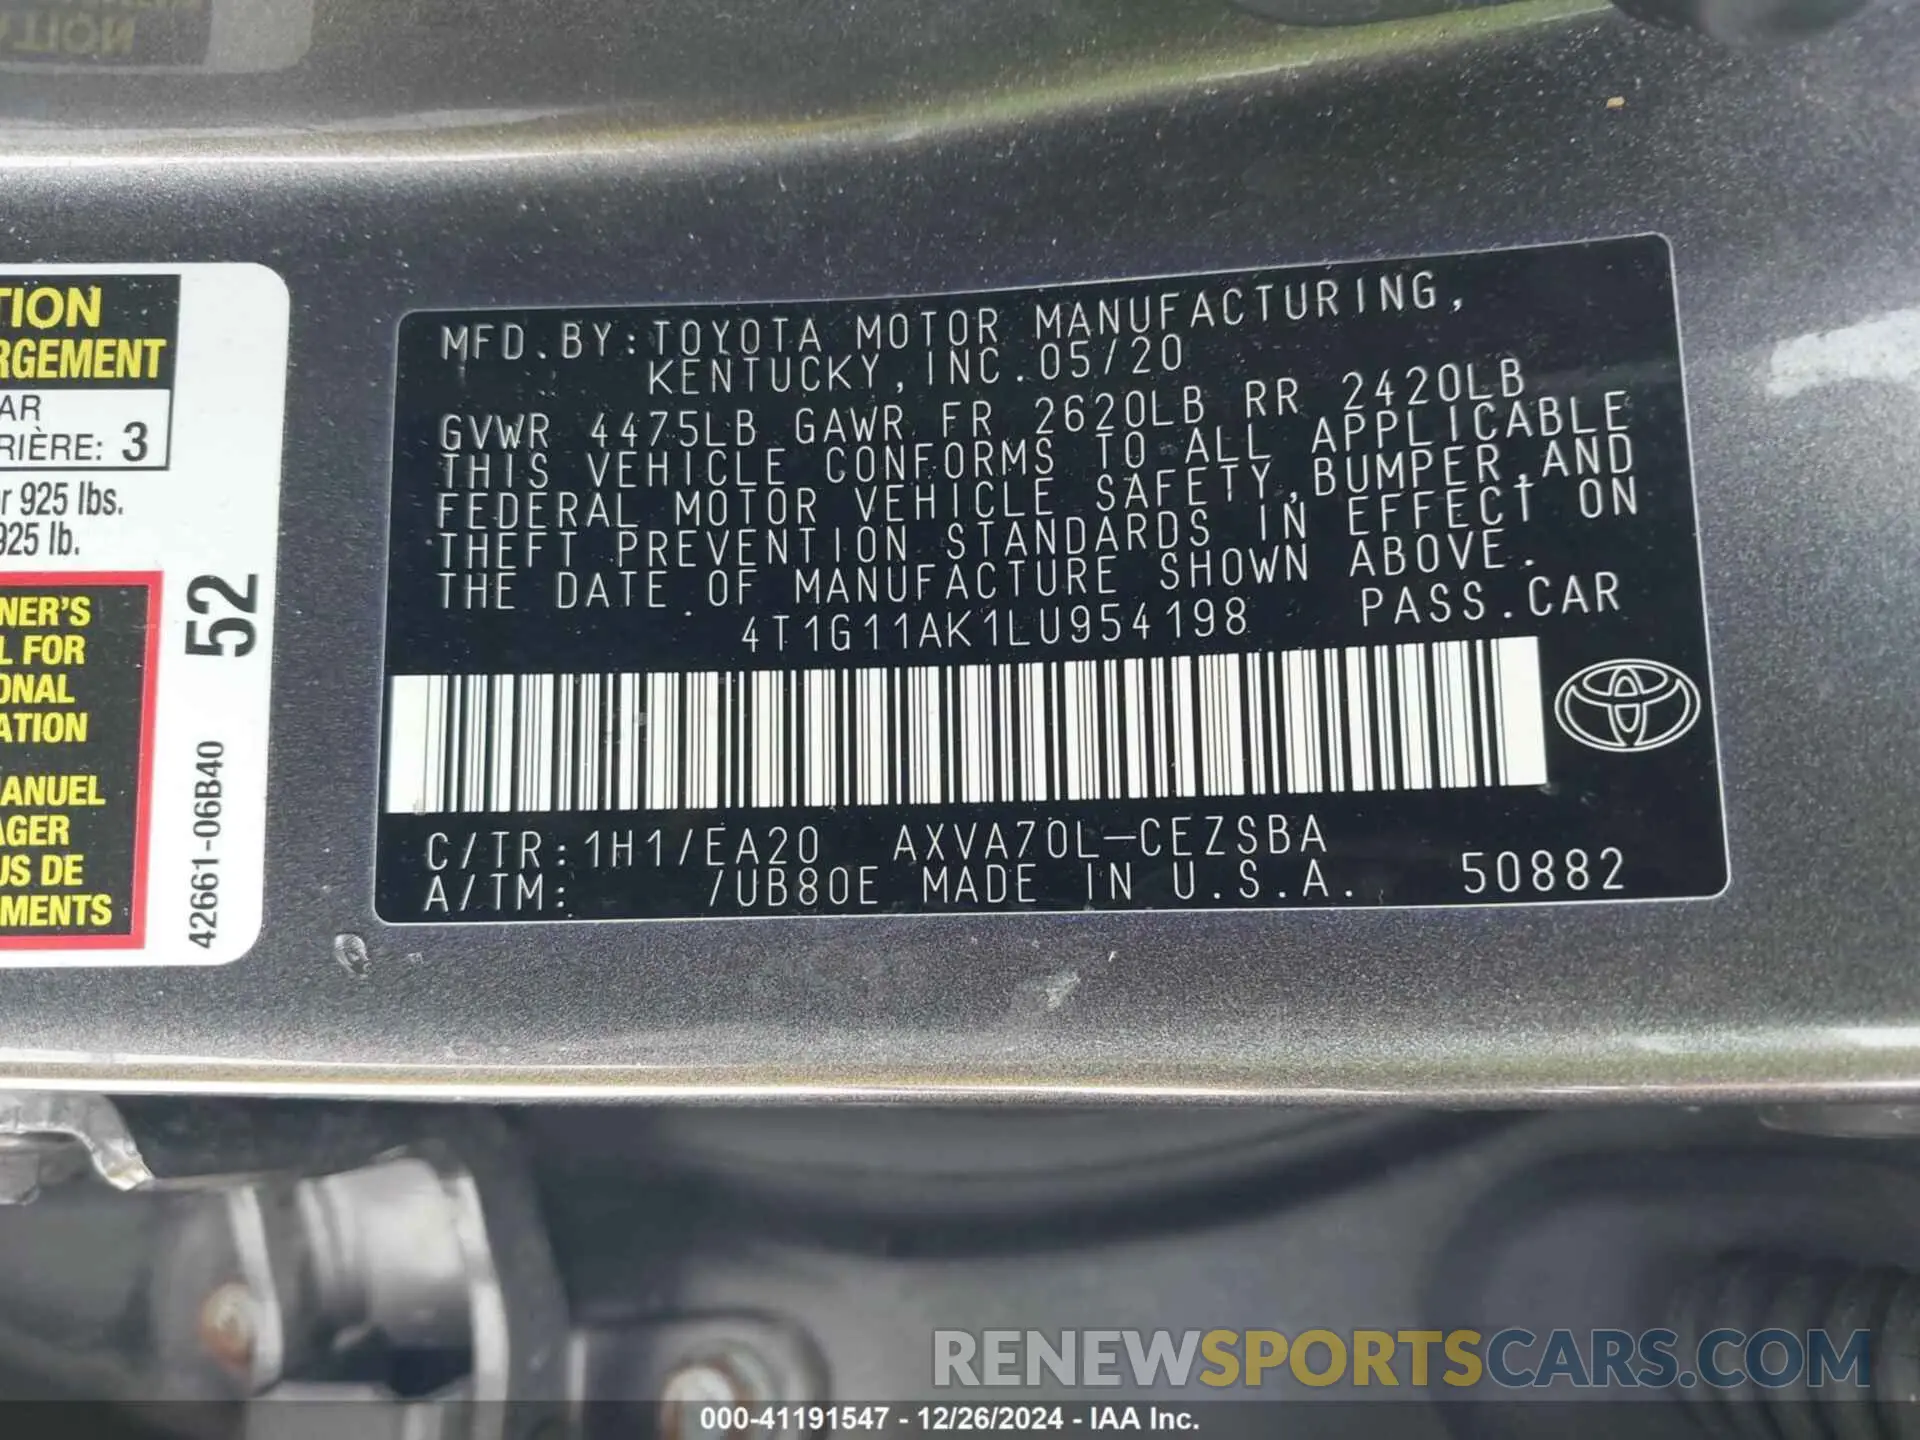 TION
TION
RGEMENT
AR
RIÈRE: 3
r 925 lbs.
925 lb.
NER'S
L FOR
ONAL
ATION
ANUEL
AGER
US DE
MENTS
52
42661-06B40
MFD.BY:TOYOTA MOTOR MANUFACTURING,
KENTUCKY,INC.05/20
GVWR 4475LB GAWR FR 2620LB RR 2420LB
THIS VEHICLE CONFORMS TO ALL APPLICABLE
FEDERAL MOTOR VEHICLE SAFETY,BUMPER,AND
THEFT PREVENTION STANDARDS IN EFFECT ON
THE DATE OF MANUFACTURE SHOWN ABOVE.
4T1G11AK1LU954198 PASS.CAR
C/TR:1H1/EA20 AXVA70L-CEZSBA
A/TM: /UB80E MADE IN U.S.A. 50882
RENEWSPORTSCARS.COM
000-41191547 - 12/26/2024 - IAA Inc.